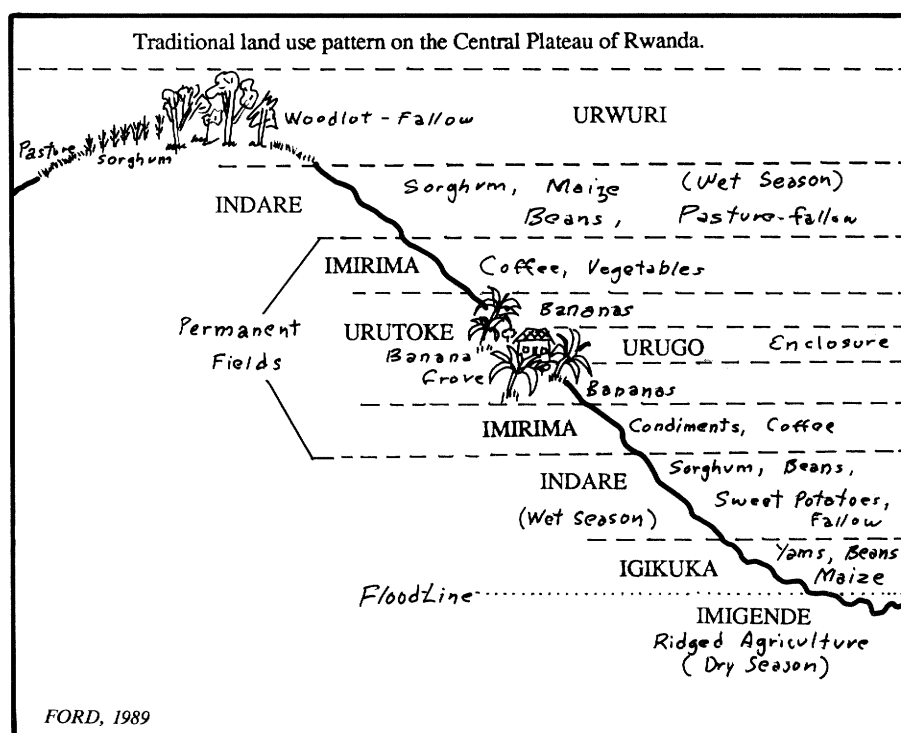 Traditional land use pattern on the Central Plateau of Rwanda.
Woodlot - Fallow
URWURI
Pasture
Sorghum
INDARE
Sorghum, Maize (Wet Season)
Beans, Pasture-fallow
IMIRIMA
Coffee, Vegetables
Permanent
Fields
URUTOKE
Banana
Grove
Bananas
URUGO
Enclosure
Bananas
IMIRIMA
Condiments, Coffee
INDARE
(Wet Season)
Sorghum, Beans,
Sweet Potatoes,
Fallow
IGIKUKA
Yams, Beans
Maize
FloodLine
IMIGENDE
Ridged Agriculture
(Dry Season)
FORD, 1989